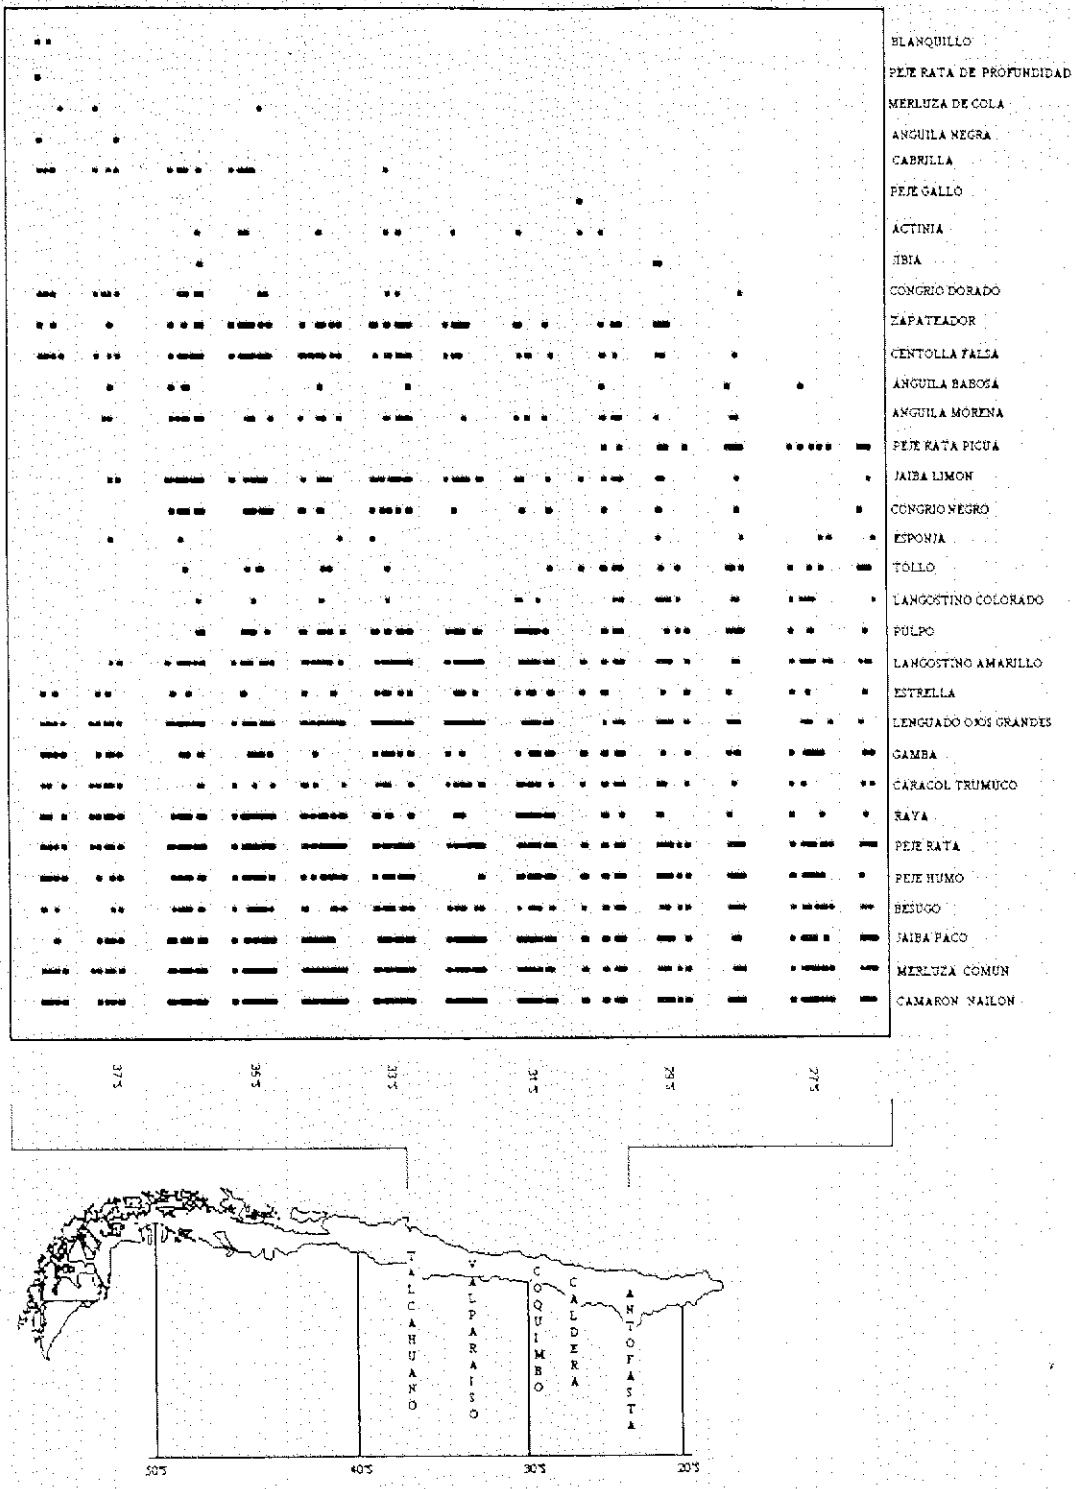 BLANQUILLO
PEJE RATA DE PROFUNDIDAD
MERLUZA DE COLA
ANGUILA NEGRA
CABRILLA
PEJE GALLO
ACTINIA
JIBIA
CONGRIO DORADO
ZAPATEADOR
CENTOLLA FALSA
ANGUILA BABOSA
ANGUILA MORENA
PEJE RATA PICUA
JAIBA LIMON
CONGRIO NEGRO
ESPONJA
TOLLO
LANGOSTINO COLORADO
PULPO
LANGOSTINO AMARILLO
ESTRELLA
LENGUADO OJOS GRANDES
GAMBA
CARACOL TRUMUCO
RAYA
PEJE RATA
PEJE HUMO
BESUGO
JAIBA PACO
MERLUZA COMUN
CAMARON NAILON
37°S
35°S
33°S
31°S
29°S
27°S
TALCAHUANO
VALPARAISO
COQUIMBO
CALDERA
ANTOFASTA
50°S
40°S
30°S
20°S